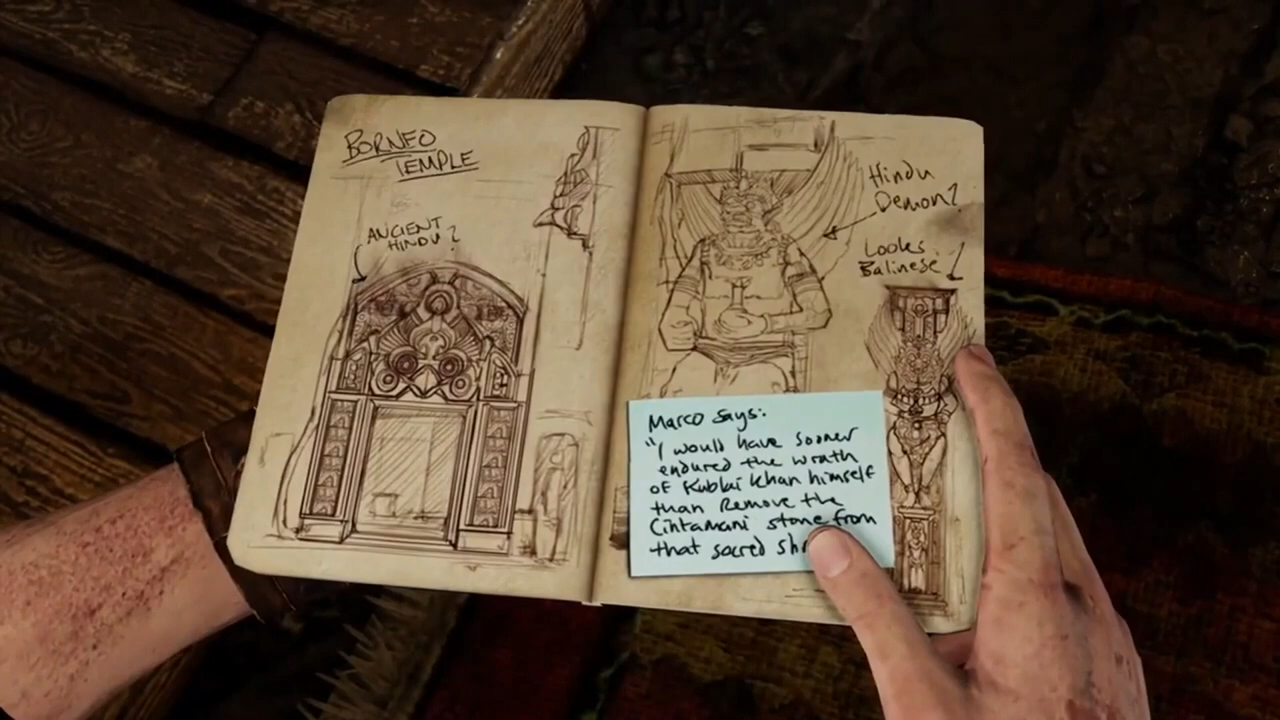 BORNEO
TEMPLE
ANCIENT
HINDU?
Hindu
Demon?
Looks
Balinese!
Marco says:
"I would have sooner
endured the wrath
of Kublai Khan himself
than Remove the
Cintamani stone from
that sacred